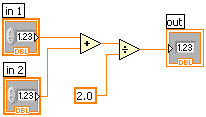 in 1
1.23
DBL
out
1.23
DBL
+
÷
in 2
1.23
DBL
2.0